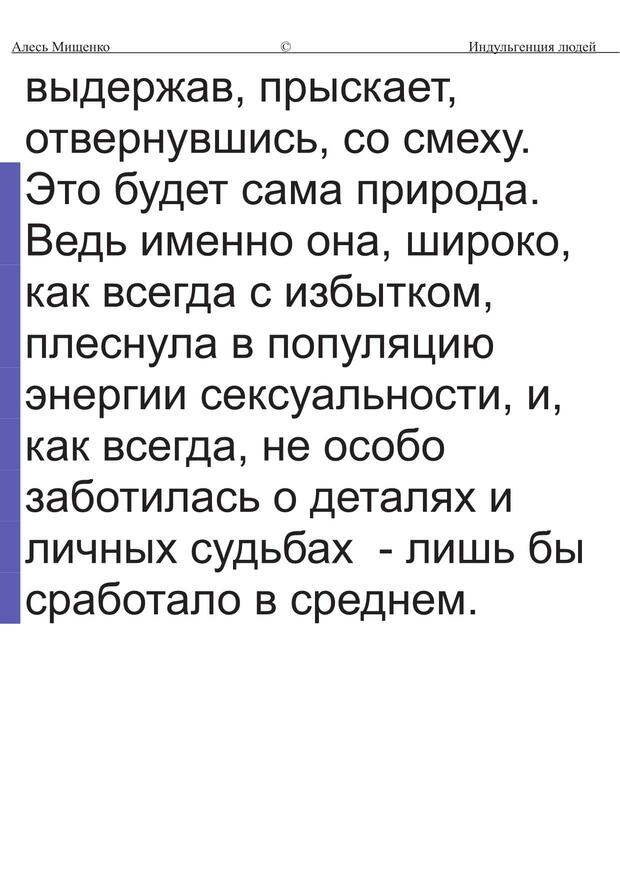 Алесь Мищенко © Индульгенция людей
выдержав, прыскает,
отвернувшись, со смеху.
Это будет сама природа.
Ведь именно она, широко,
как всегда с избытком,
плеснула в популяцию
энергии сексуальности, и,
как всегда, не особо
заботилась о деталях и
личных судьбах  - лишь бы
сработало в среднем.